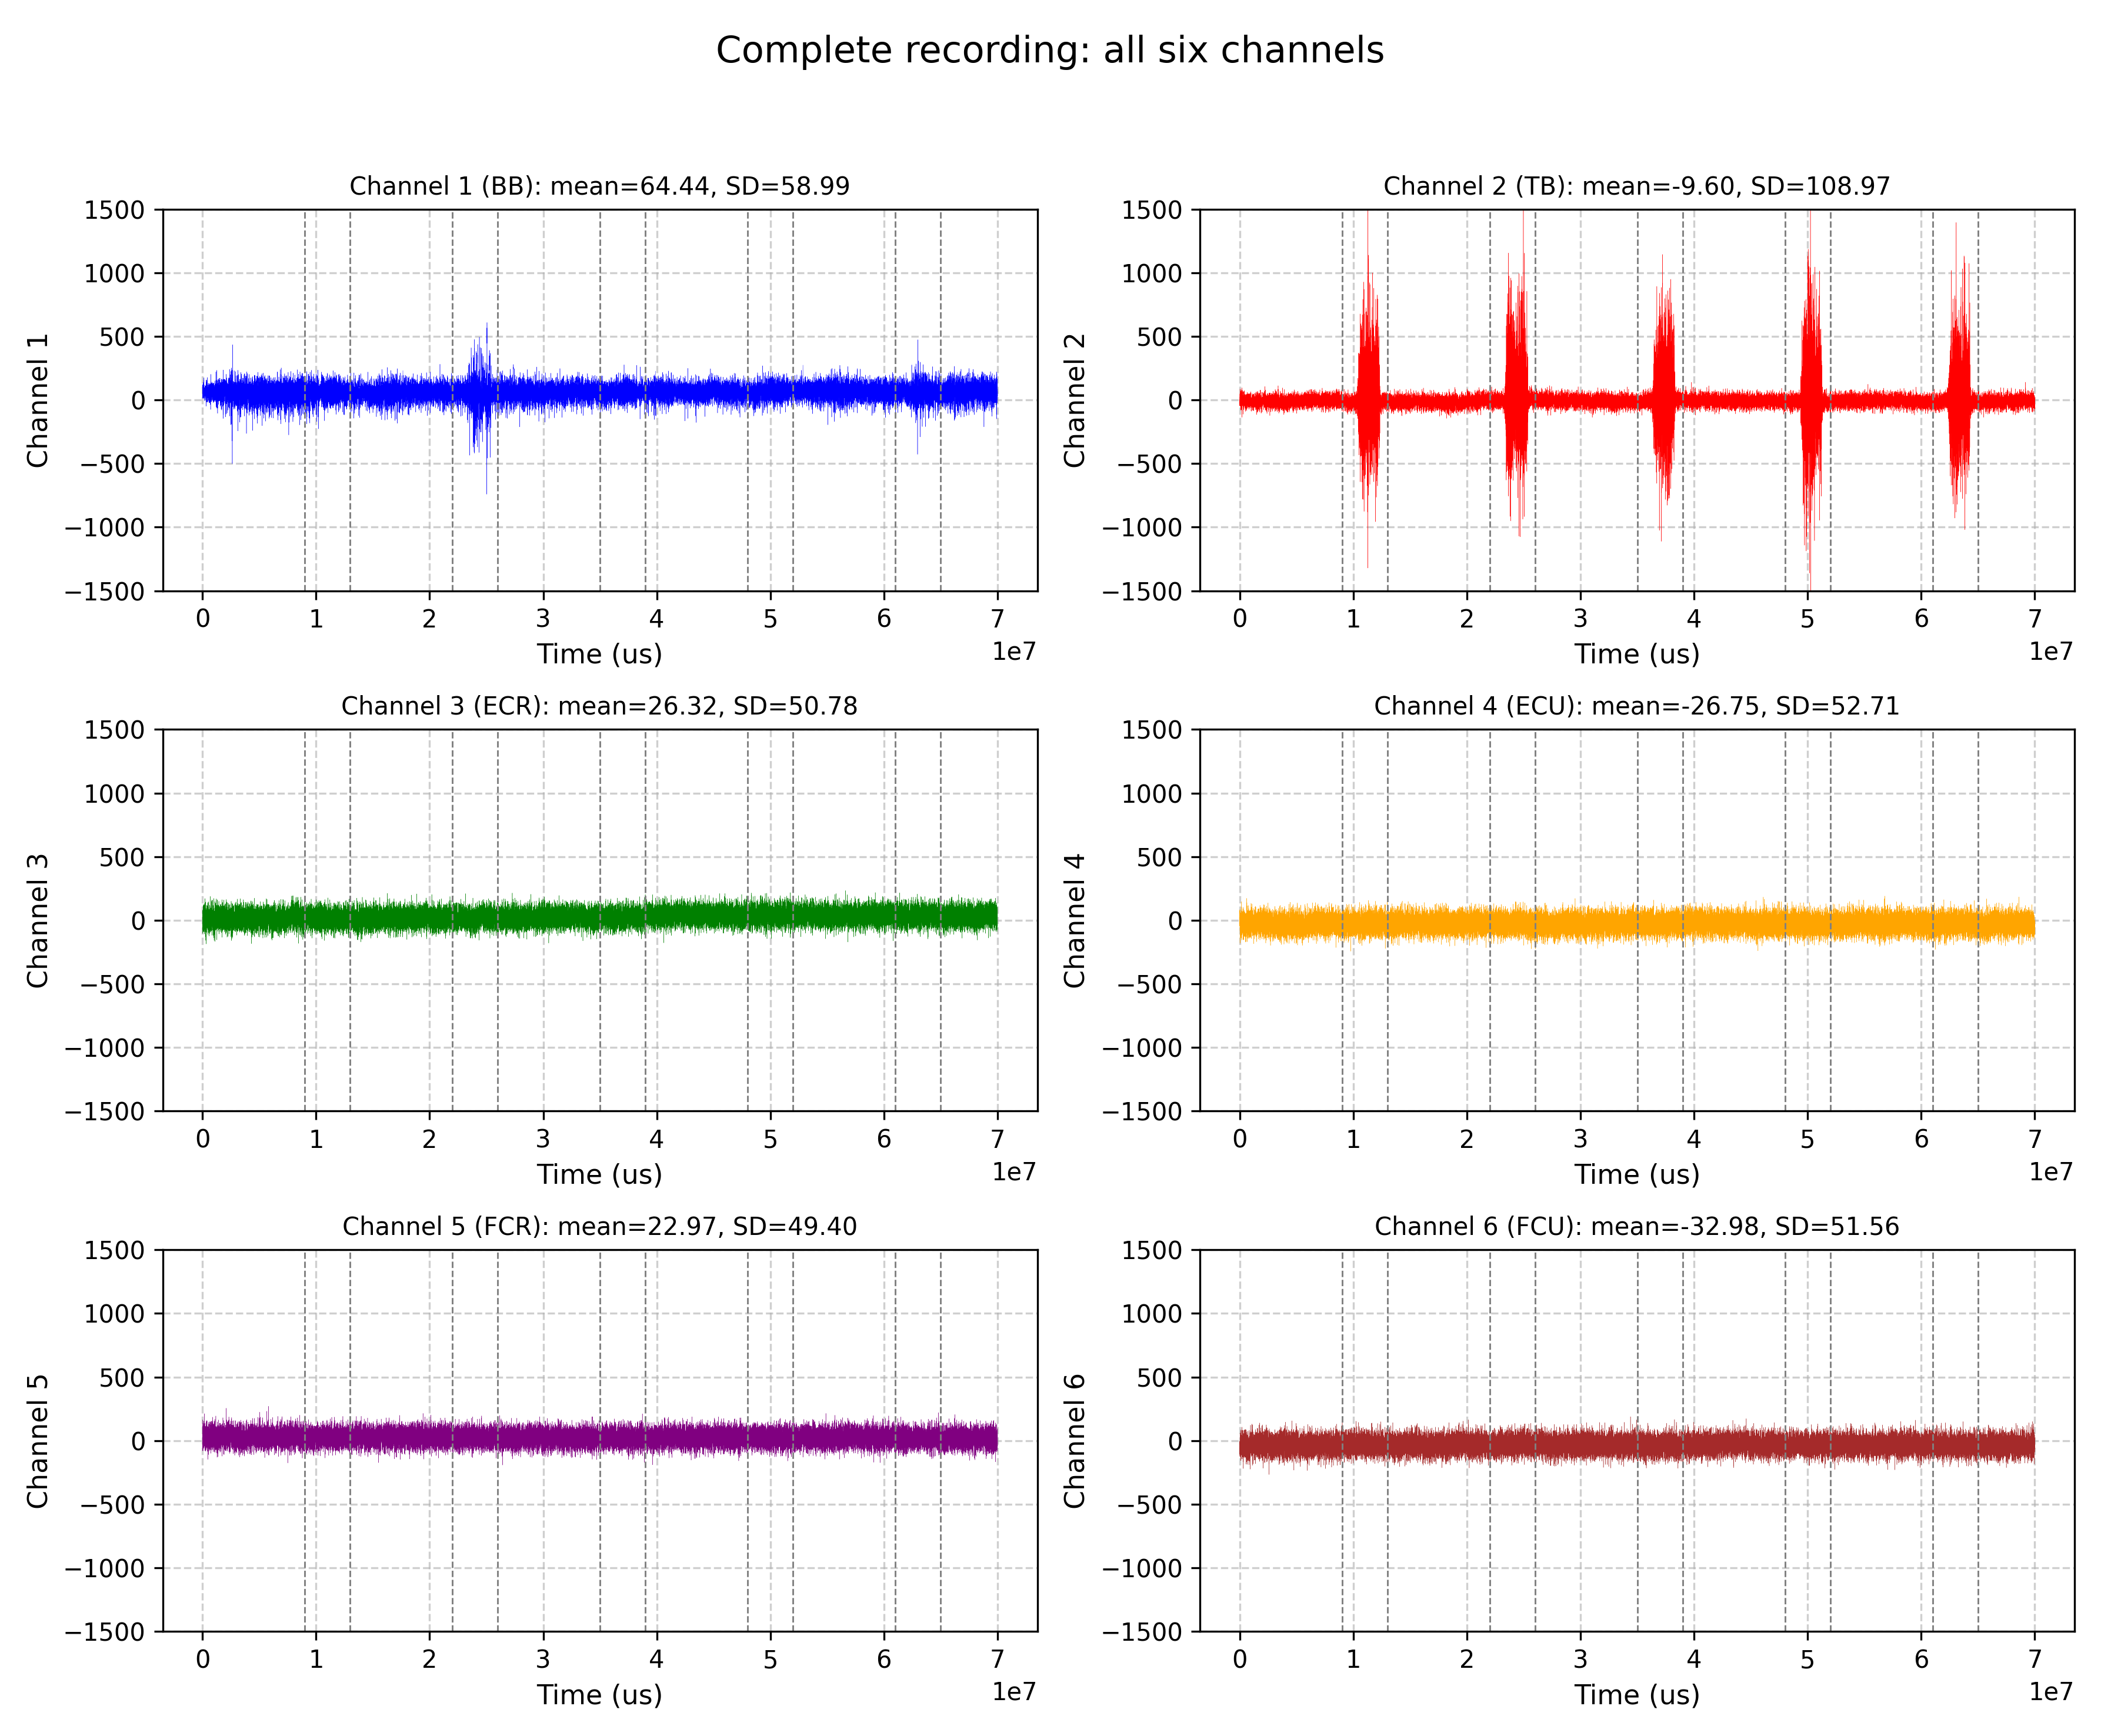 Complete recording: all six channels
Channel 1 (BB): mean=64.44, SD=58.99
Channel 1
1500
1000
500
0
−500
−1000
−1500
0 1 2 3 4 5 6 7
1e7
Time (us)
Channel 2 (TB): mean=-9.60, SD=108.97
Channel 2
1500
1000
500
0
−500
−1000
−1500
0 1 2 3 4 5 6 7
1e7
Time (us)
Channel 3 (ECR): mean=26.32, SD=50.78
Channel 3
1500
1000
500
0
−500
−1000
−1500
0 1 2 3 4 5 6 7
1e7
Time (us)
Channel 4 (ECU): mean=-26.75, SD=52.71
Channel 4
1500
1000
500
0
−500
−1000
−1500
0 1 2 3 4 5 6 7
1e7
Time (us)
Channel 5 (FCR): mean=22.97, SD=49.40
Channel 5
1500
1000
500
0
−500
−1000
−1500
0 1 2 3 4 5 6 7
1e7
Time (us)
Channel 6 (FCU): mean=-32.98, SD=51.56
Channel 6
1500
1000
500
0
−500
−1000
−1500
0 1 2 3 4 5 6 7
1e7
Time (us)